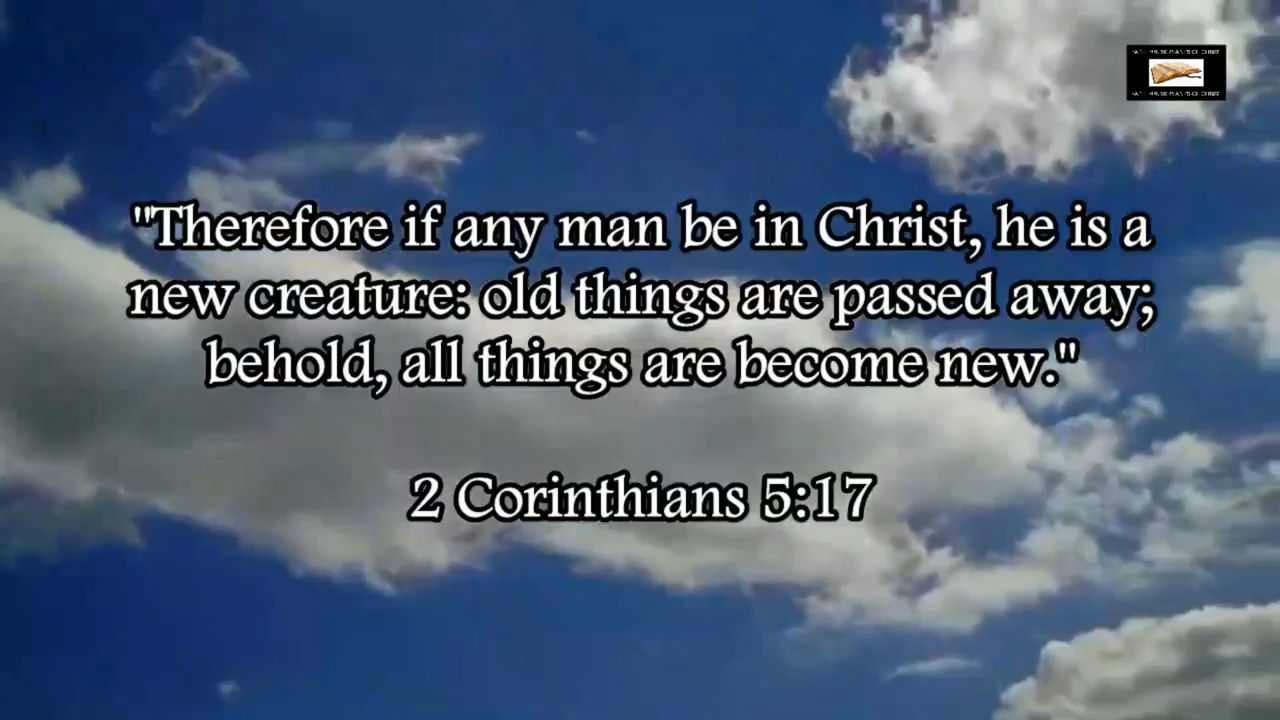 "Therefore if any man be in Christ, he is a
new creature: old things are passed away;
behold, all things are become new."
2 Corinthians 5:17